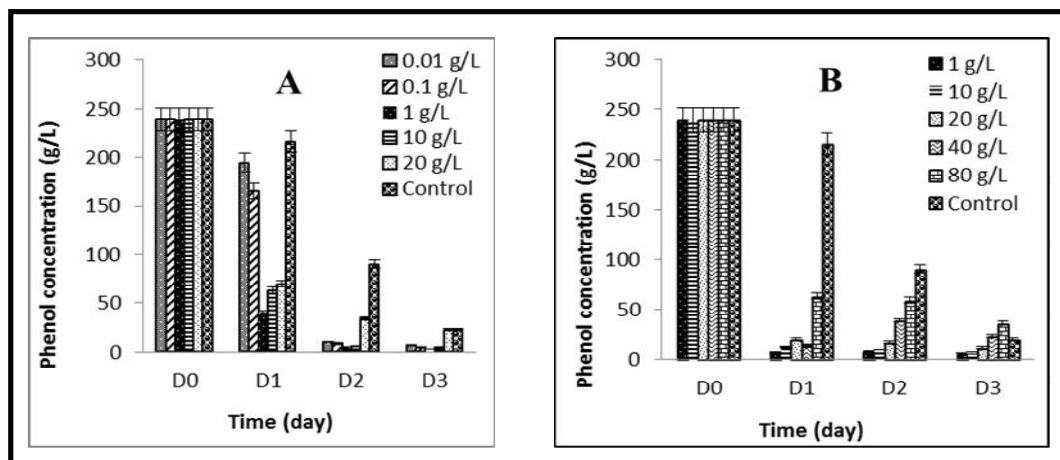 A
Phenol concentration (g/L)
300
250
200
150
100
50
0
0.01 g/L
0.1 g/L
1 g/L
10 g/L
20 g/L
Control
D0 D1 D2 D3
Time (day)
B
Phenol concentration (g/L)
300
250
200
150
100
50
0
1 g/L
10 g/L
20 g/L
40 g/L
80 g/L
Control
D0 D1 D2 D3
Time (day)